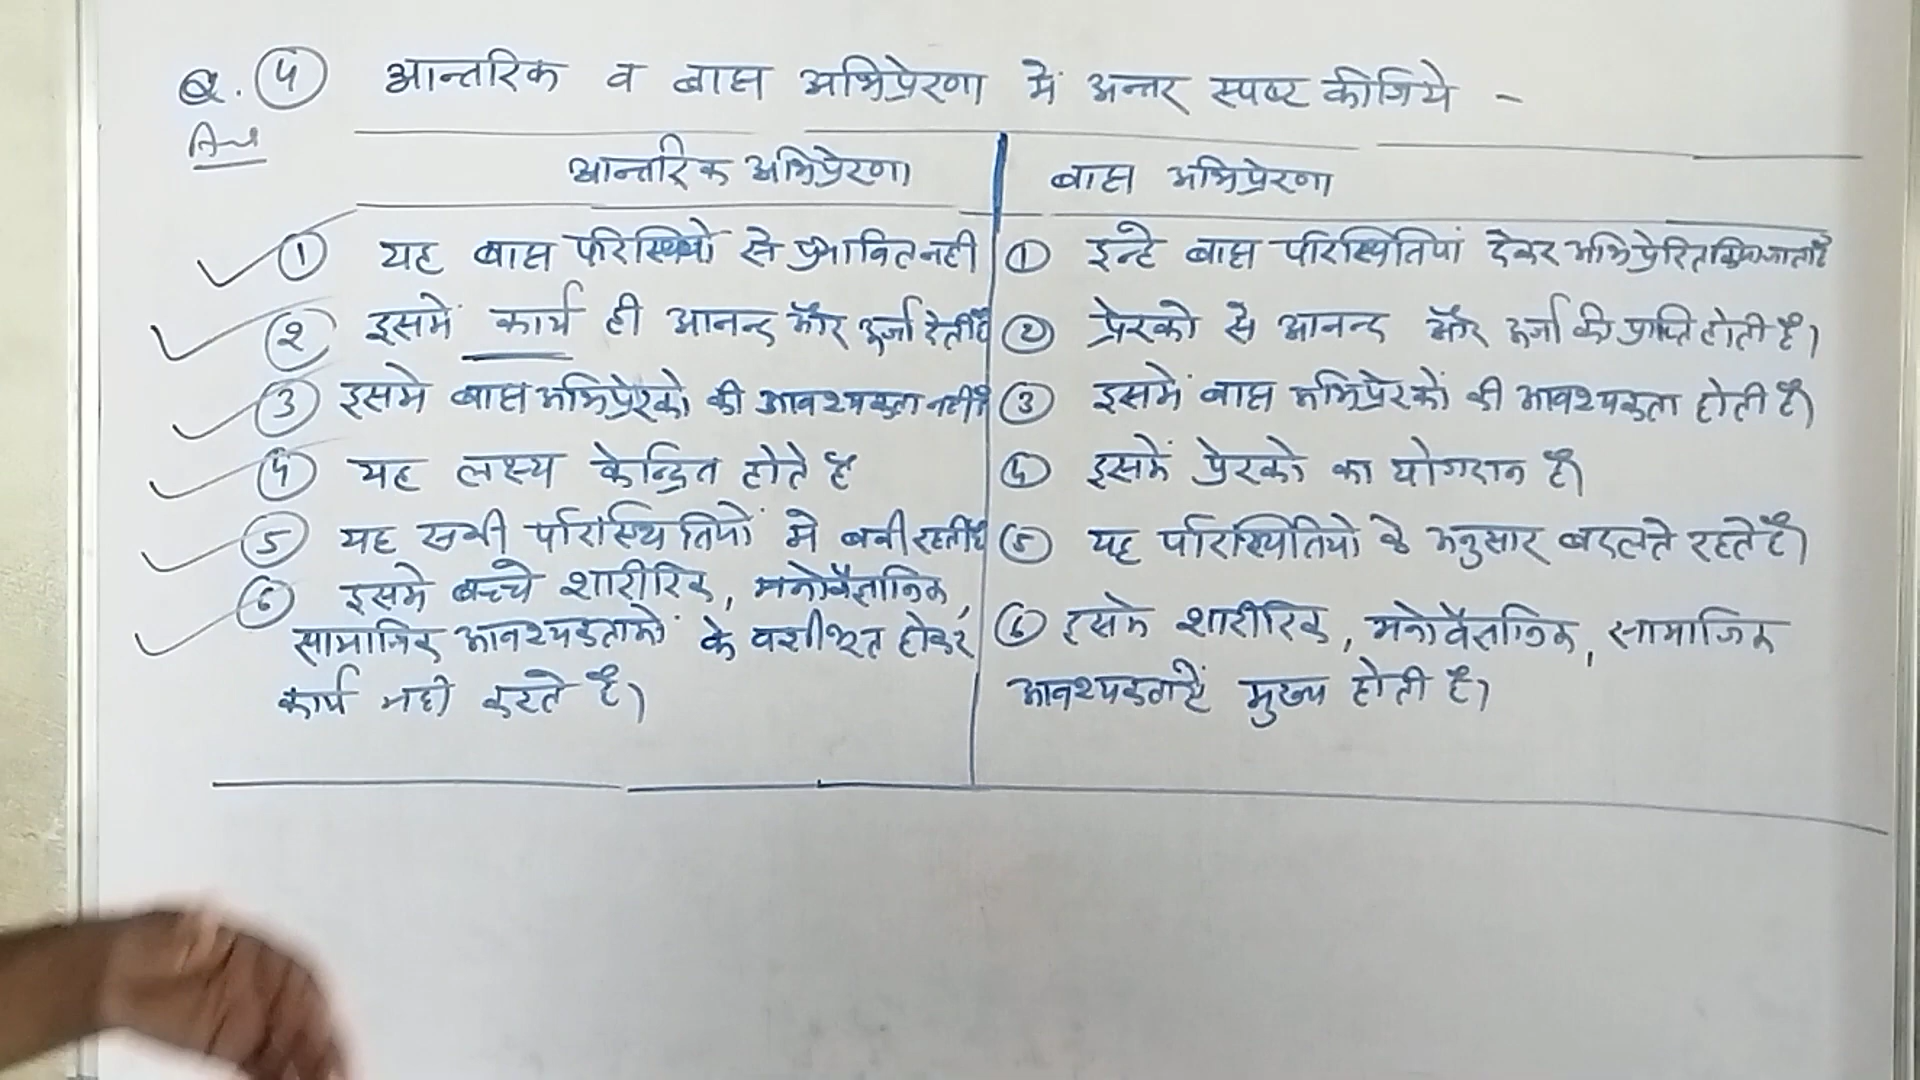 Q. ④ आन्तरिक व बाह्य अभिप्रेरणा में अन्तर स्पष्ट कीजिये -
Ans
आन्तरिक अभिप्रेरणा
बाह्य अभिप्रेरणा
① यह बाह्य परिस्थियो से प्रभावित नही
② इसमें कार्य ही आनन्द और ऊर्जा देती है
③ इसमे बाह्य अभिप्रेरको की आवश्यकता नही है
④ यह लक्ष्य केन्द्रित होते है
⑤ यह सभी परिस्थितियों मे बनी रहती है
⑥ इसमे बच्चे शारीरिक, मनोवैज्ञानिक,
सामाजिक आवश्यकताओं के वशीभूत होकर
कार्य नही करते है।
① इन्हे बाह्य परिस्थितियां देकर अभिप्रेरित किया जाता है
② प्रेरको से आनन्द और ऊर्जा की प्राप्ति होती है।
③ इसमें बाह्य अभिप्रेरकों की आवश्यकता होती है।
④ इसमें प्रेरको का योगदान है।
⑤ यह परिस्थितियो के अनुसार बदलते रहते है।
⑥ इसमे शारीरिक, मनोवैज्ञानिक, सामाजिक
आवश्यकतायें मुख्य होती है।